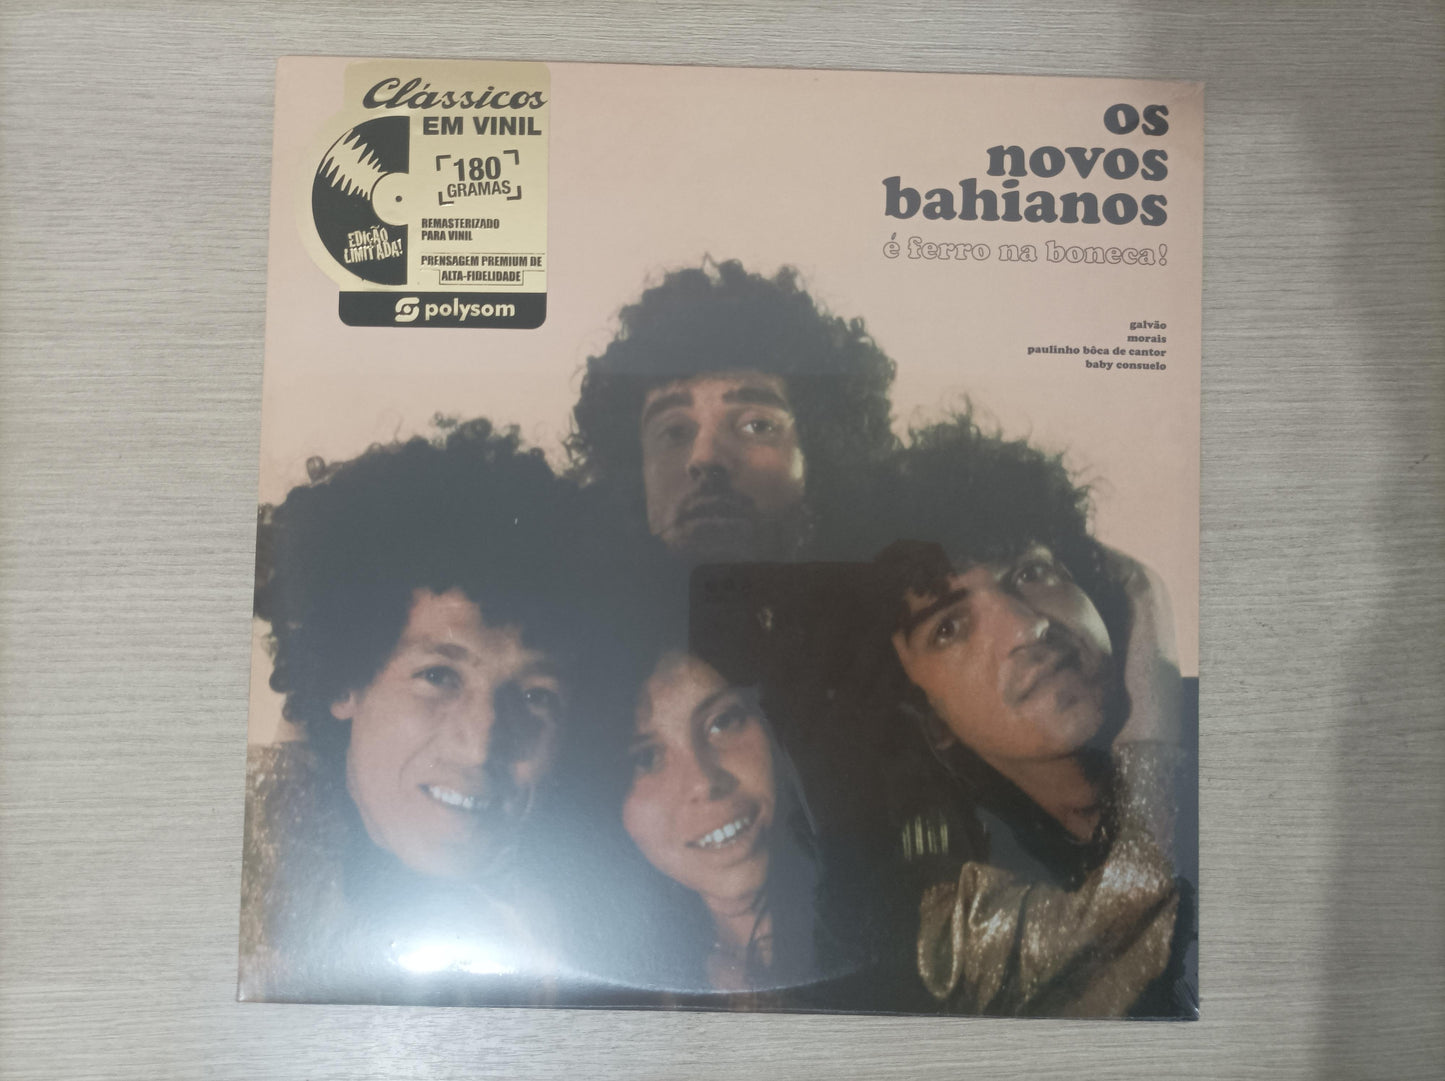 Clássicos
EM VINIL
180
GRAMAS
REMASTERIZADO
PARA VINIL
EDIÇÃO
LIMITADA!
PRENSAGEM PREMIUM DE
ALTA-FIDELIDADE
polysom
os
novos
bahianos
é ferro na boneca!
galvão
morais
paulinho bôca de cantor
baby consuelo